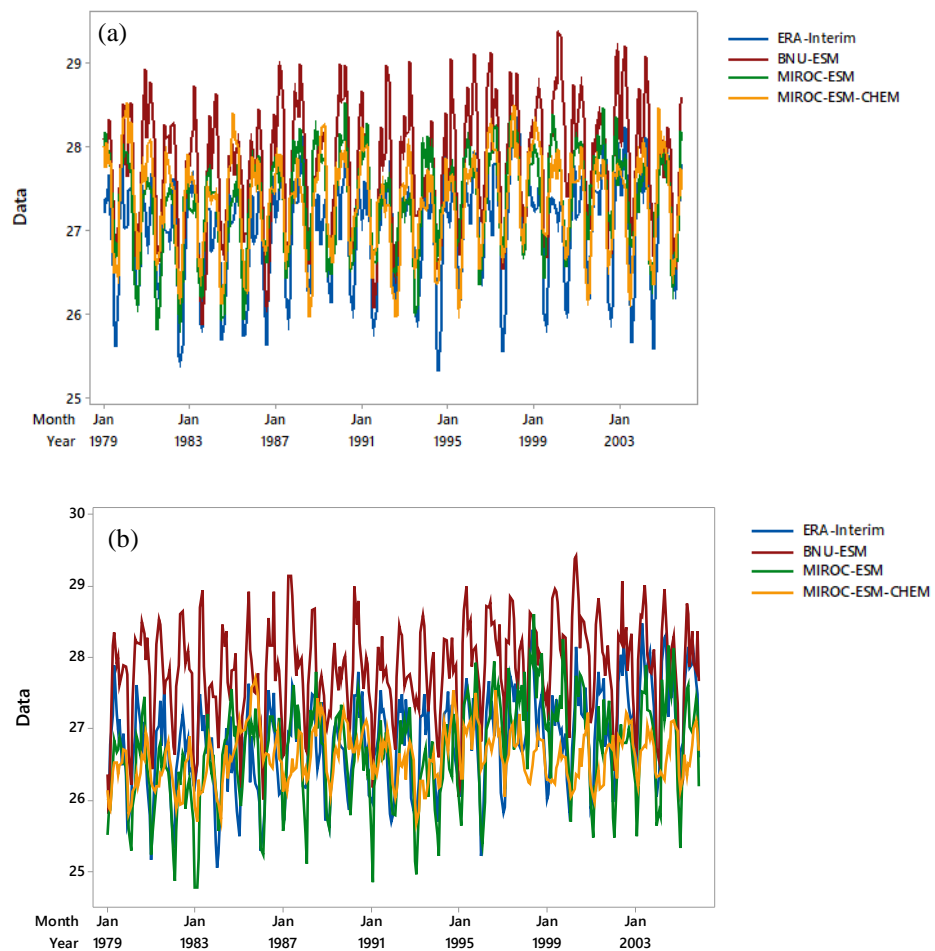 (a)
ERA-Interim
BNU-ESM
MIROC-ESM
MIROC-ESM-CHEM
29
28
27
26
25
Data
Month Jan Jan Jan Jan Jan Jan Jan
Year 1979 1983 1987 1991 1995 1999 2003
(b)
ERA-Interim
BNU-ESM
MIROC-ESM
MIROC-ESM-CHEM
30
29
28
27
26
25
Data
Month Jan Jan Jan Jan Jan Jan Jan
Year 1979 1983 1987 1991 1995 1999 2003